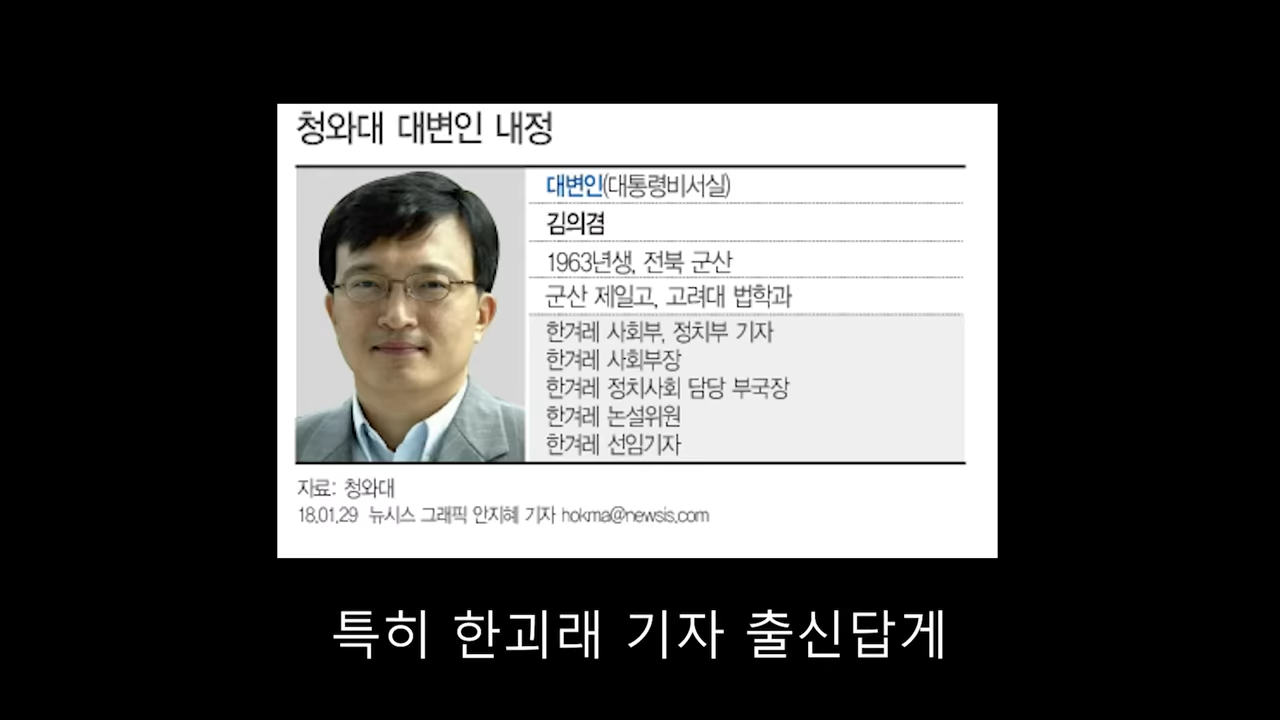 청와대 대변인 내정
대변인(대통령비서실)
김의겸
1963년생, 전북 군산
군산 제일고, 고려대 법학과
한겨레 사회부, 정치부 기자
한겨레 사회부장
한겨레 정치사회 담당 부국장
한겨레 논설위원
한겨레 선임기자
자료: 청와대
18.01.29 뉴시스 그래픽 안지혜 기자 hokma@newsis.com
특히 한괴래 기자 출신답게